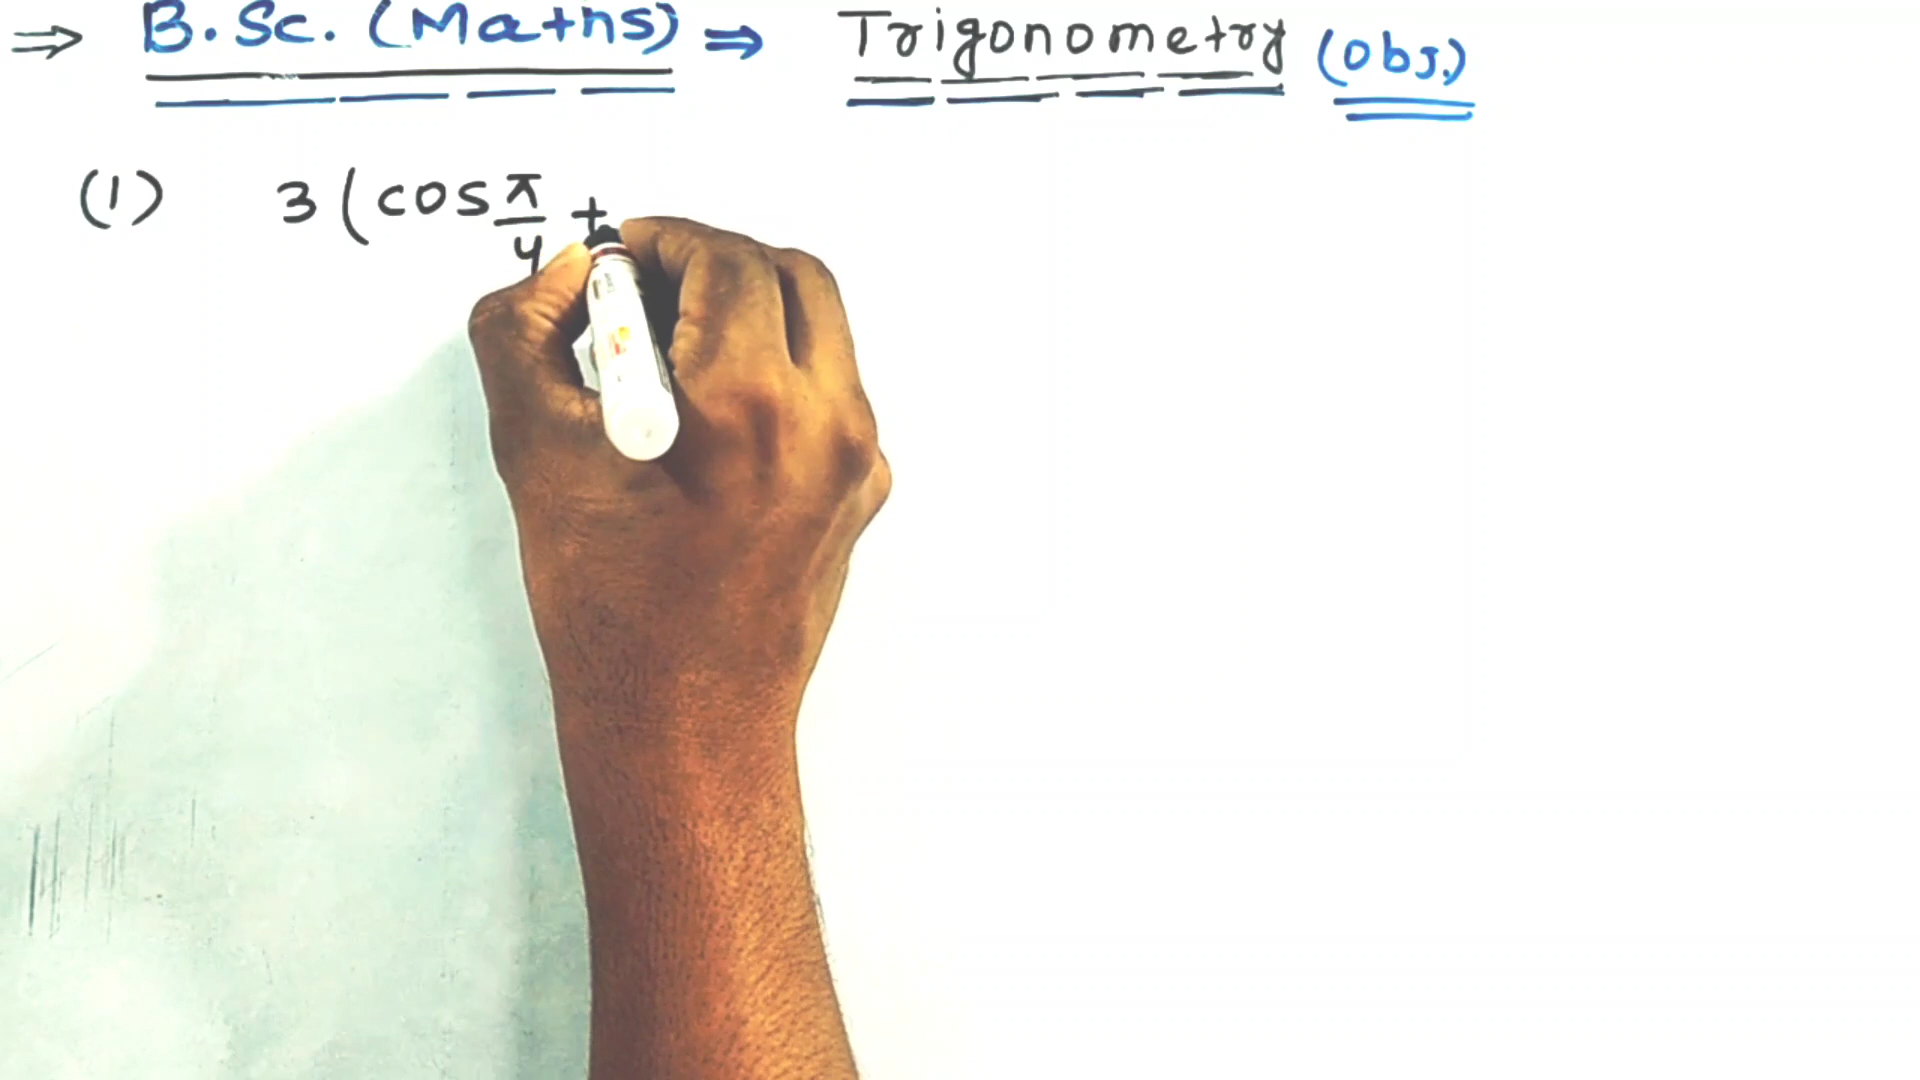 ⇒ B.Sc. (Maths) ⇒ Trigonometry (Obj.)
(1) 3 (cos π/4 +